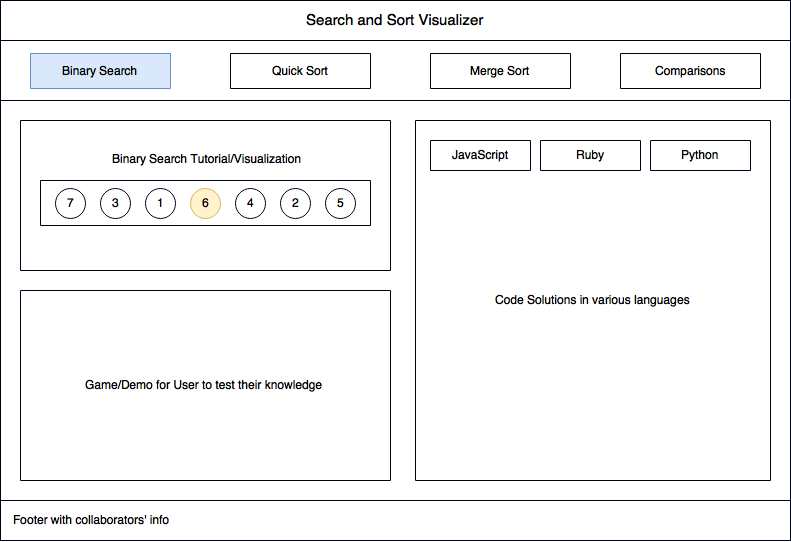 Search and Sort Visualizer
Binary Search
Quick Sort
Merge Sort
Comparisons
Binary Search Tutorial/Visualization
7 3 1 6 4 2 5
Game/Demo for User to test their knowledge
JavaScript
Ruby
Python
Code Solutions in various languages
Footer with collaborators' info